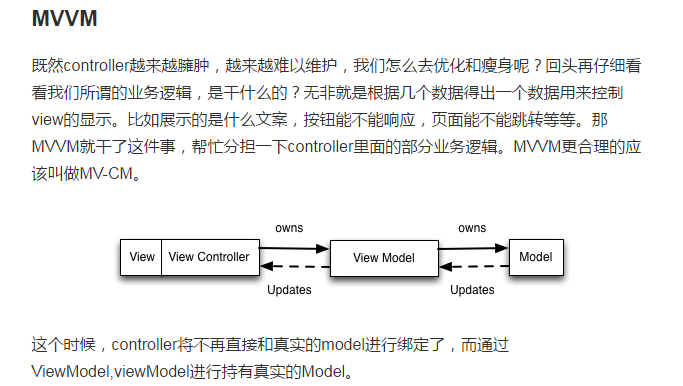 MVVM
既然controller越来越臃肿，越来越难以维护，我们怎么去优化和瘦身呢？回头再仔细看
看我们所谓的业务逻辑，是干什么的？无非就是根据几个数据得出一个数据用来控制
view的显示。比如展示的是什么文案，按钮能不能响应，页面能不能跳转等等。那
MVVM就干了这件事，帮忙分担一下controller里面的部分业务逻辑。MVVM更合理的应
该叫做MV-CM。
owns
owns
View
View Controller
View Model
Model
Updates
Updates
这个时候，controller将不再直接和真实的model进行绑定了，而通过
ViewModel,viewModel进行持有真实的Model。